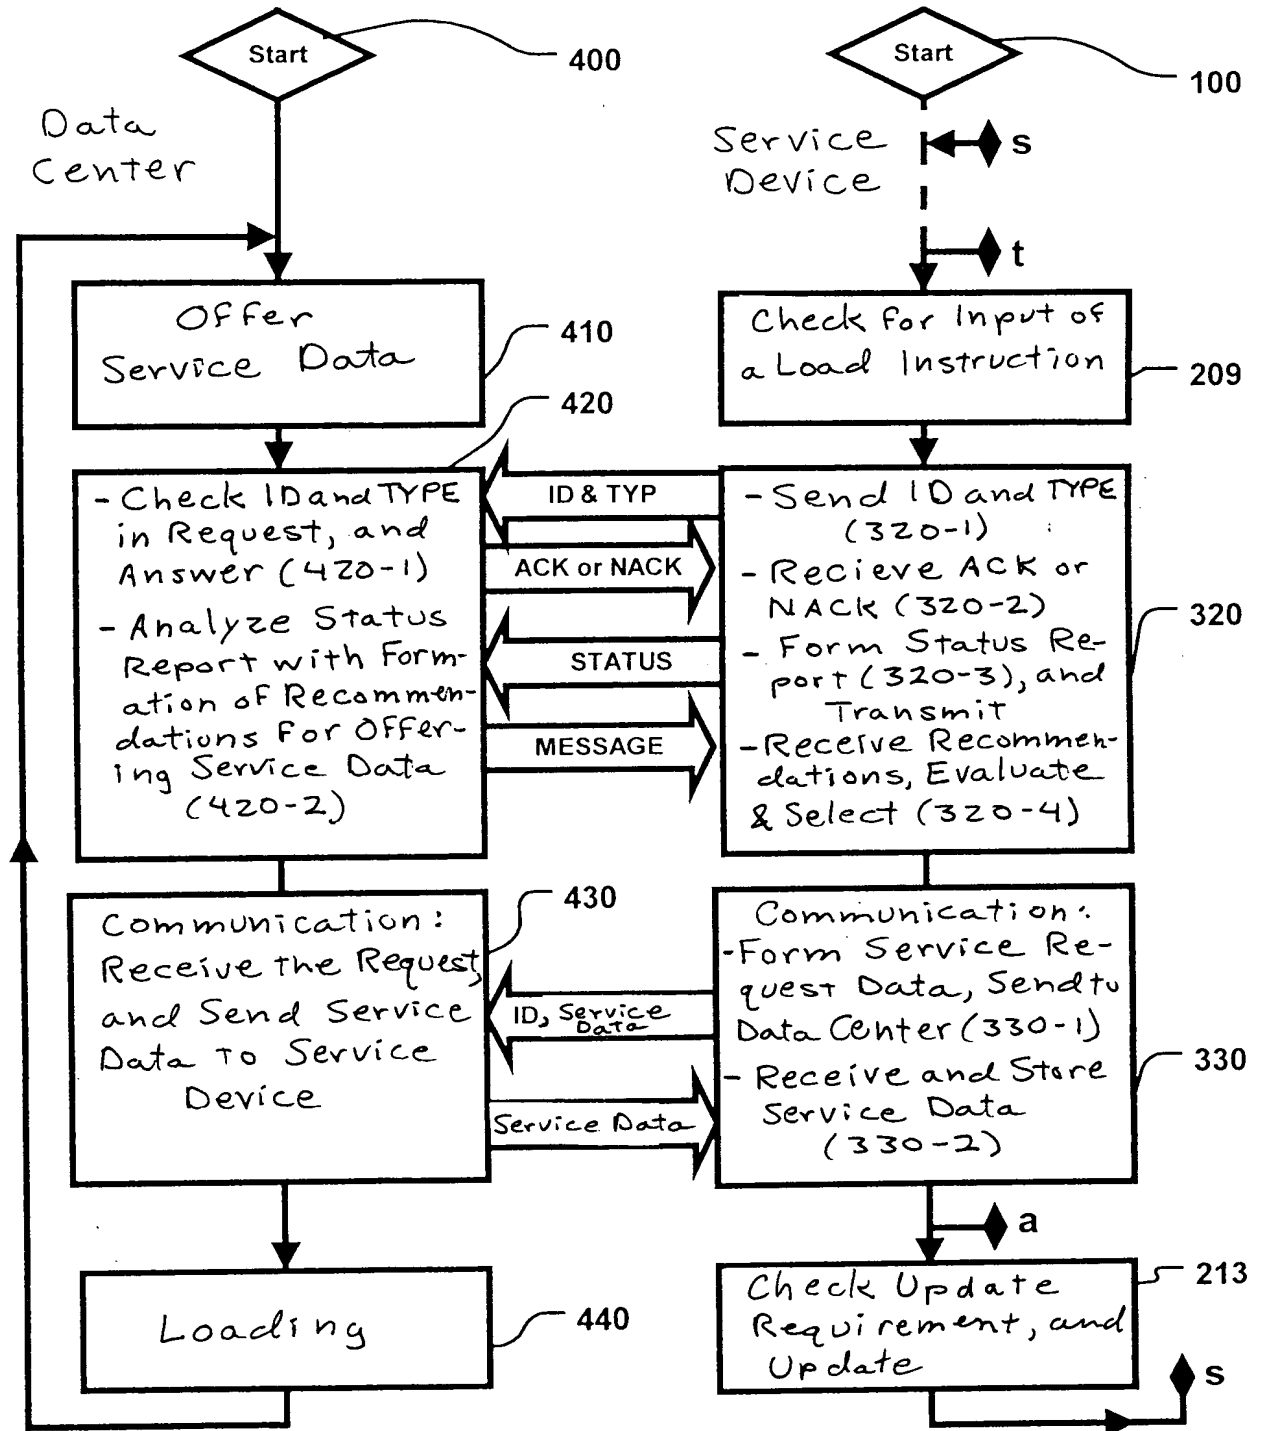 Start
400
Data
Center
Offer
Service Data
410
420
- Check ID and TYPE
in Request, and
Answer (420-1)
- Analyze Status
Report with Form-
ation of Recommen-
dations for Offer-
ing Service Data
(420-2)
Communication:
Receive the Request,
and Send Service
Data to Service
Device
430
Loading
440
ID & TYP
ACK or NACK
STATUS
MESSAGE
ID, Service
Data
Service Data
Start
100
Service
Device
s
t
Check for Input of
a Load Instruction
209
- Send ID and TYPE
(320-1)
- Recieve ACK or
NACK (320-2)
- Form Status Re-
port (320-3), and
Transmit
- Receive Recommen-
dations, Evaluate
& Select (320-4)
320
Communication:
- Form Service Re-
quest Data, Send to
Data Center (330-1)
- Receive and Store
Service Data
(330-2)
330
a
Check Update
Requirement, and
Update
213
s